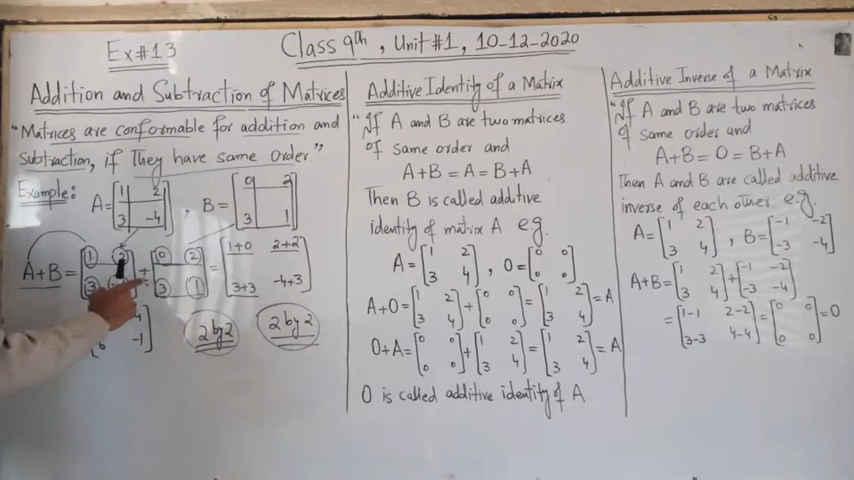 Ex#1.3
Class 9th, Unit#1, 10-12-2020
Addition and Subtraction of Matrices
"Matrices are conformable for addition and
subtraction, if They have same order"
Example:
A=[1 2
3 -4], B=[0 2
3 1]
A+B=[1 2
3]+[0 2
3 1]=[1+0 2+2
3+3 -4+3]
-1]
2 by 2 2 by 2
Additive Identity of a Matrix
"If A and B are two matrices
of same order and
A+B=A=B+A
Then B is called additive
identity of matrix A e.g.
A=[1 2
3 4], O=[0 0
0 0]
A+O=[1 2
3 4]+[0 0
0 0]=[1 2
3 4]=A
O+A=[0 0
0 0]+[1 2
3 4]=[1 2
3 4]=A
O is called additive identity of A
Additive Inverse of a Matrix
"If A and B are two matrices
of same order and
A+B=O=B+A
Then A and B are called additive
inverse of each other. e.g.
A=[1 2
3 4], B=[-1 -2
-3 -4]
A+B=[1 2
3 4]+[-1 -2
-3 -4]
=[1-1 2-2
3-3 4-4]=[0 0
0 0]=O